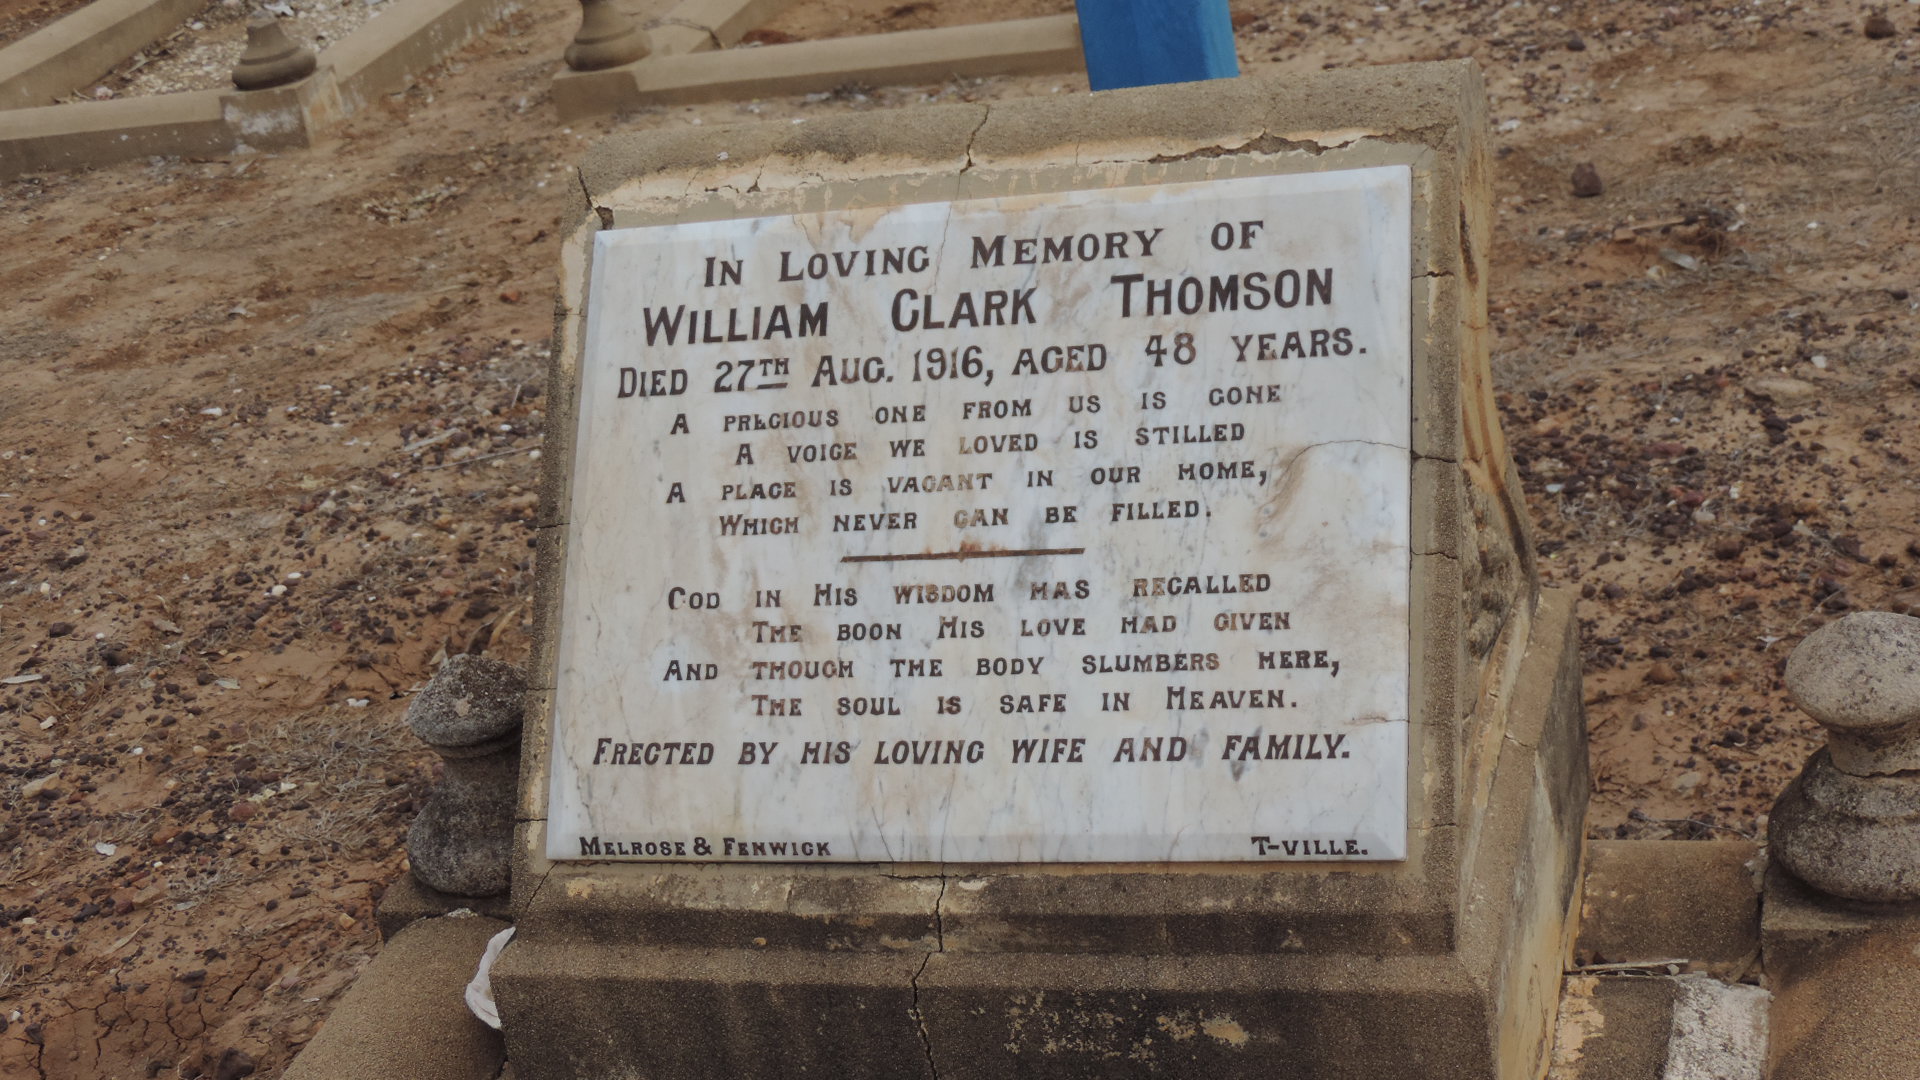 IN LOVING MEMORY OF
WILLIAM CLARK THOMSON
DIED 27TH AUG. 1916, AGED 48 YEARS.
A PRECIOUS ONE FROM US IS GONE
A VOICE WE LOVED IS STILLED
A PLACE IS VACANT IN OUR HOME,
WHICH NEVER CAN BE FILLED.
GOD IN HIS WISDOM HAS RECALLED
THE BOON HIS LOVE HAD GIVEN
AND THOUGH THE BODY SLUMBERS HERE,
THE SOUL IS SAFE IN HEAVEN.
ERECTED BY HIS LOVING WIFE AND FAMILY.
MELROSE & FENWICK T-VILLE.